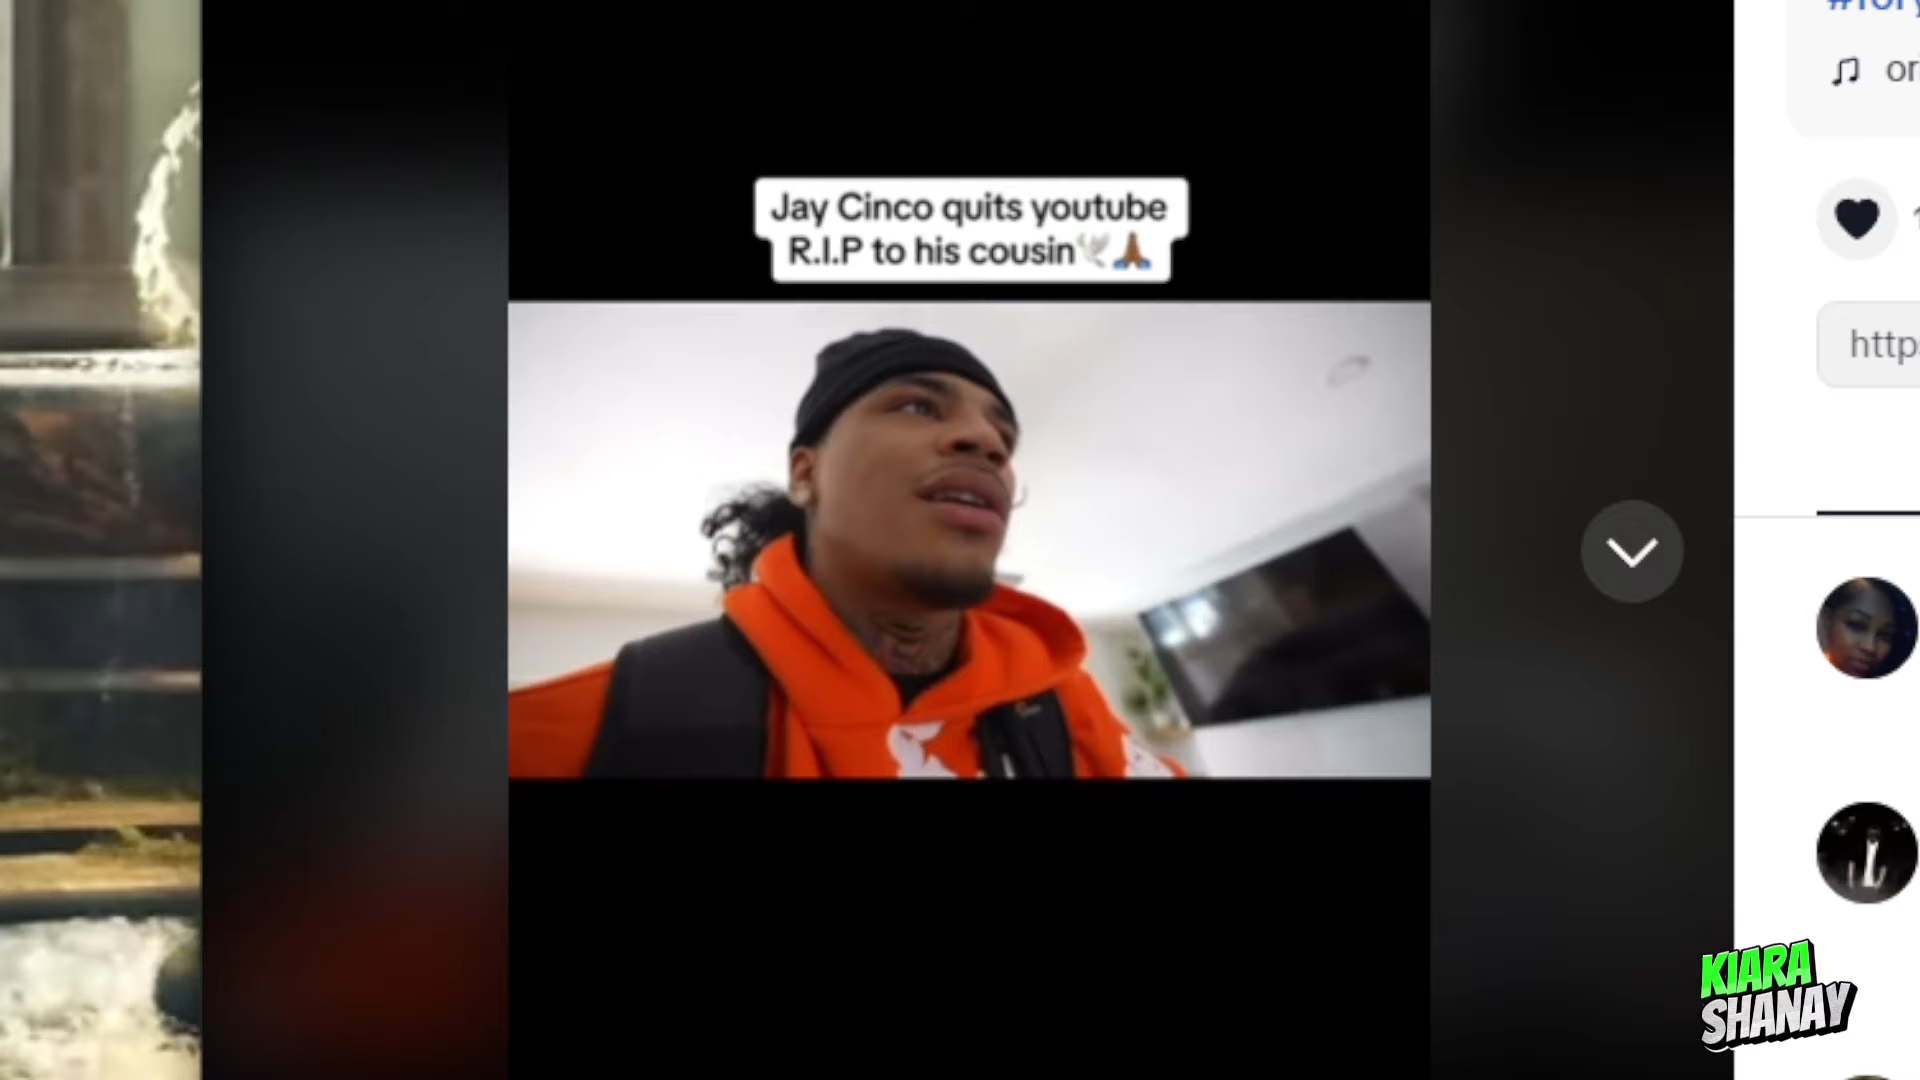 Jay Cinco quits youtube
R.I.P to his cousin🕊️🙏🏾
http
KIARA
SHANAY